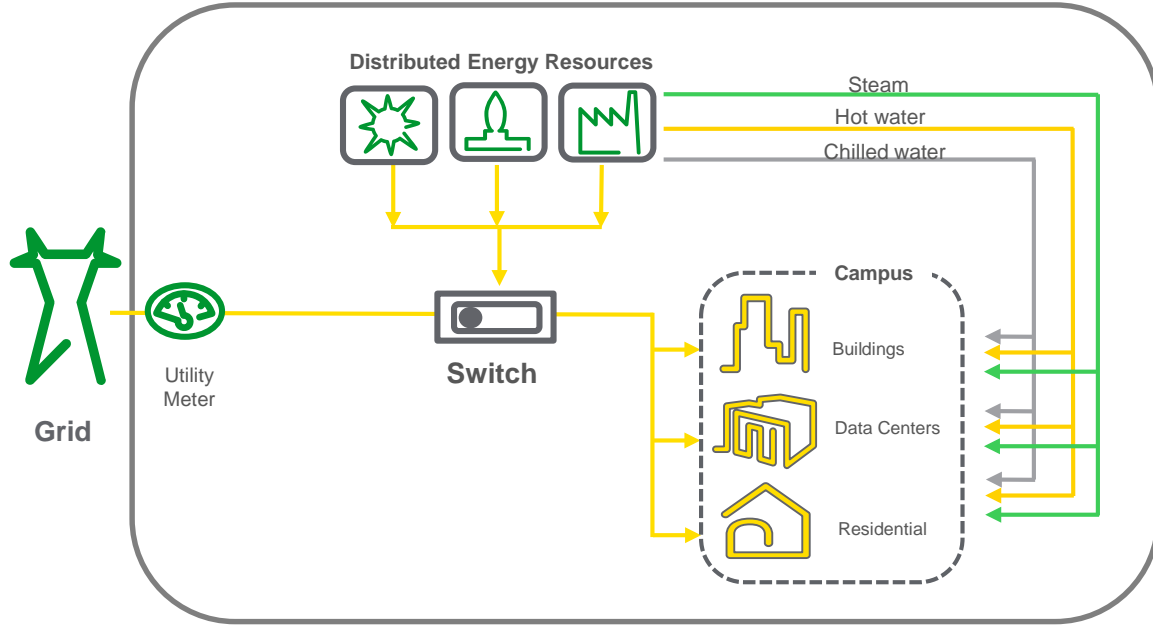 Distributed Energy Resources
Steam
Hot water
Chilled water
Campus
Buildings
Switch
Utility
Meter
Grid
Data Centers
Residential